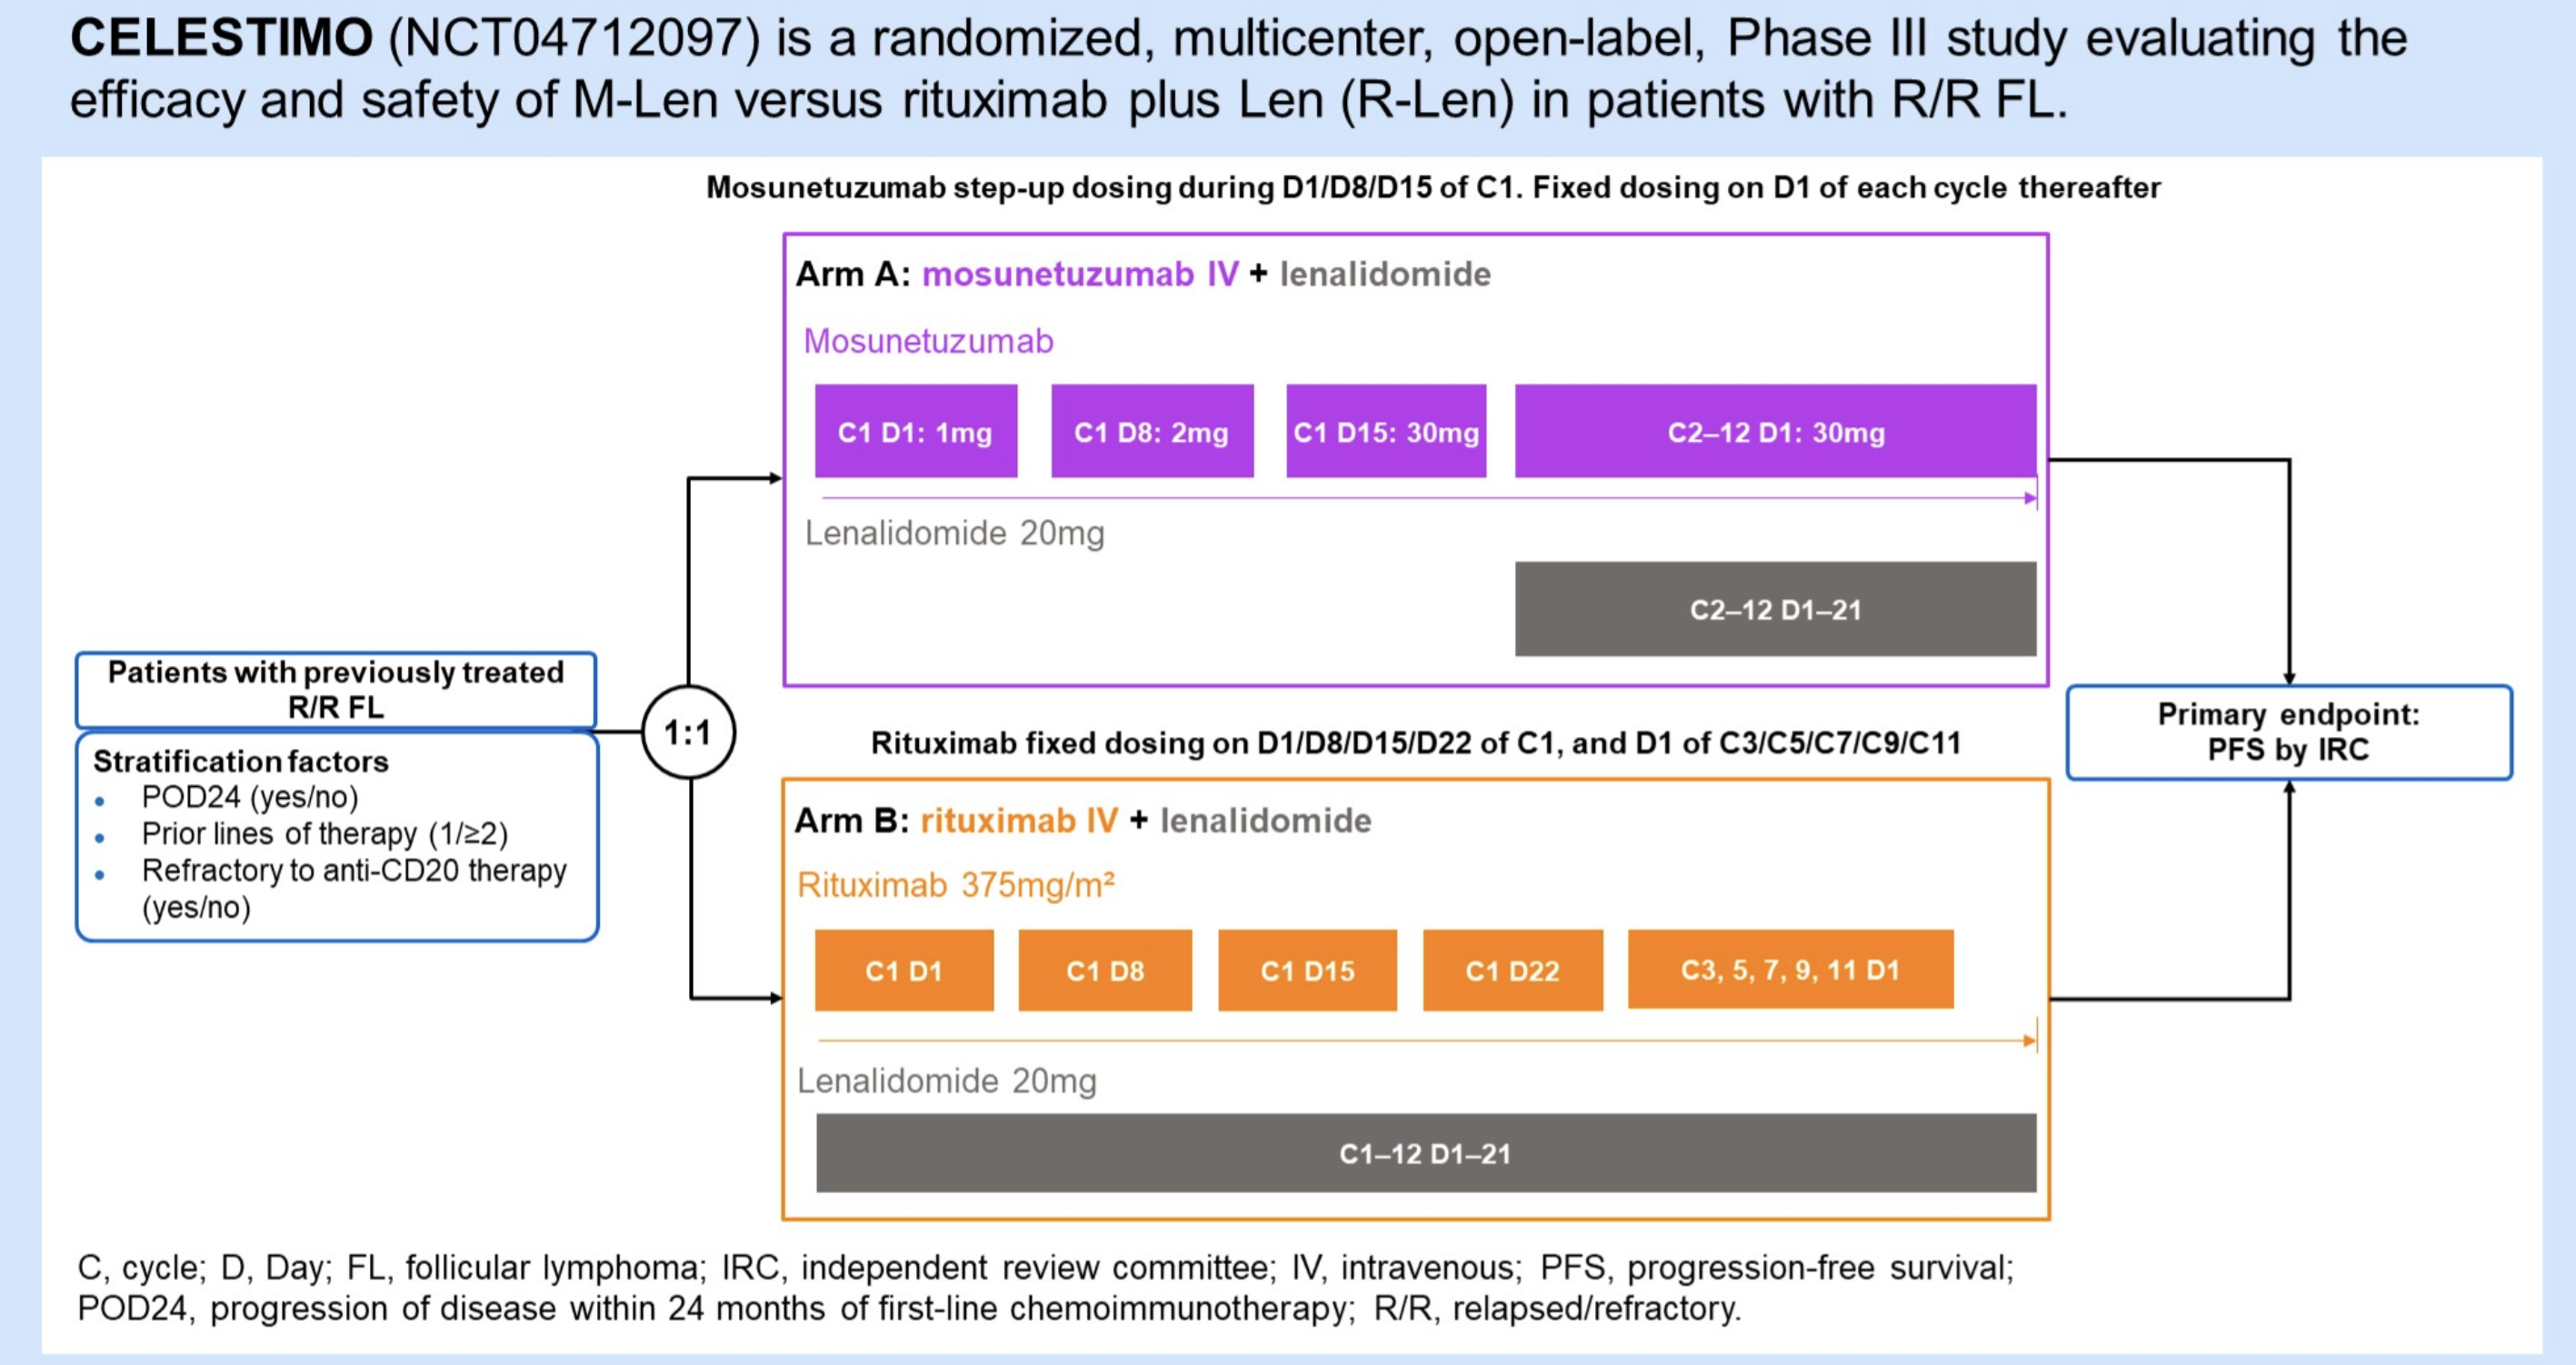 CELESTIMO (NCT04712097) is a randomized, multicenter, open-label, Phase III study evaluating the
efficacy and safety of M-Len versus rituximab plus Len (R-Len) in patients with R/R FL.
Mosunetuzumab step-up dosing during D1/D8/D15 of C1. Fixed dosing on D1 of each cycle thereafter
Arm A: mosunetuzumab IV + lenalidomide
Mosunetuzumab
C1 D1: 1mg
C1 D8: 2mg
C1 D15: 30mg
C2–12 D1: 30mg
Lenalidomide 20mg
C2–12 D1–21
Patients with previously treated
R/R FL
Stratification factors
• POD24 (yes/no)
• Prior lines of therapy (1/≥2)
• Refractory to anti-CD20 therapy
(yes/no)
1:1
Rituximab fixed dosing on D1/D8/D15/D22 of C1, and D1 of C3/C5/C7/C9/C11
Arm B: rituximab IV + lenalidomide
Rituximab 375mg/m²
C1 D1
C1 D8
C1 D15
C1 D22
C3, 5, 7, 9, 11 D1
Lenalidomide 20mg
C1–12 D1–21
Primary endpoint:
PFS by IRC
C, cycle; D, Day; FL, follicular lymphoma; IRC, independent review committee; IV, intravenous; PFS, progression-free survival;
POD24, progression of disease within 24 months of first-line chemoimmunotherapy; R/R, relapsed/refractory.